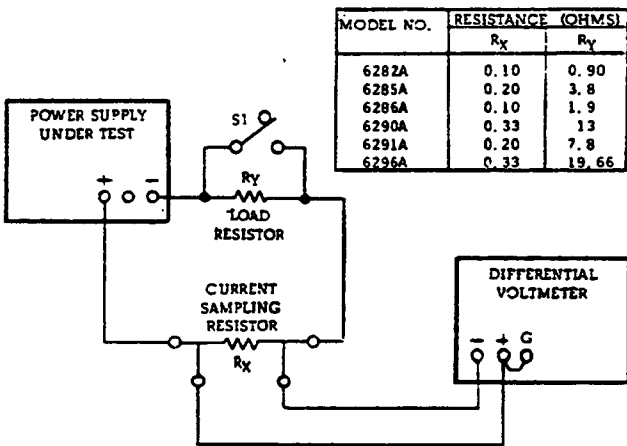 MODEL NO. RESISTANCE (OHMS)
RX RY
6282A 0.10 0.90
6285A 0.20 3.8
6286A 0.10 1.9
6290A 0.33 13
6291A 0.20 7.8
6296A 0.33 19.66
POWER SUPPLY
UNDER TEST
+ -
S1
RY
LOAD
RESISTOR
CURRENT
SAMPLING
RESISTOR
RX
DIFFERENTIAL
VOLTMETER
- + G